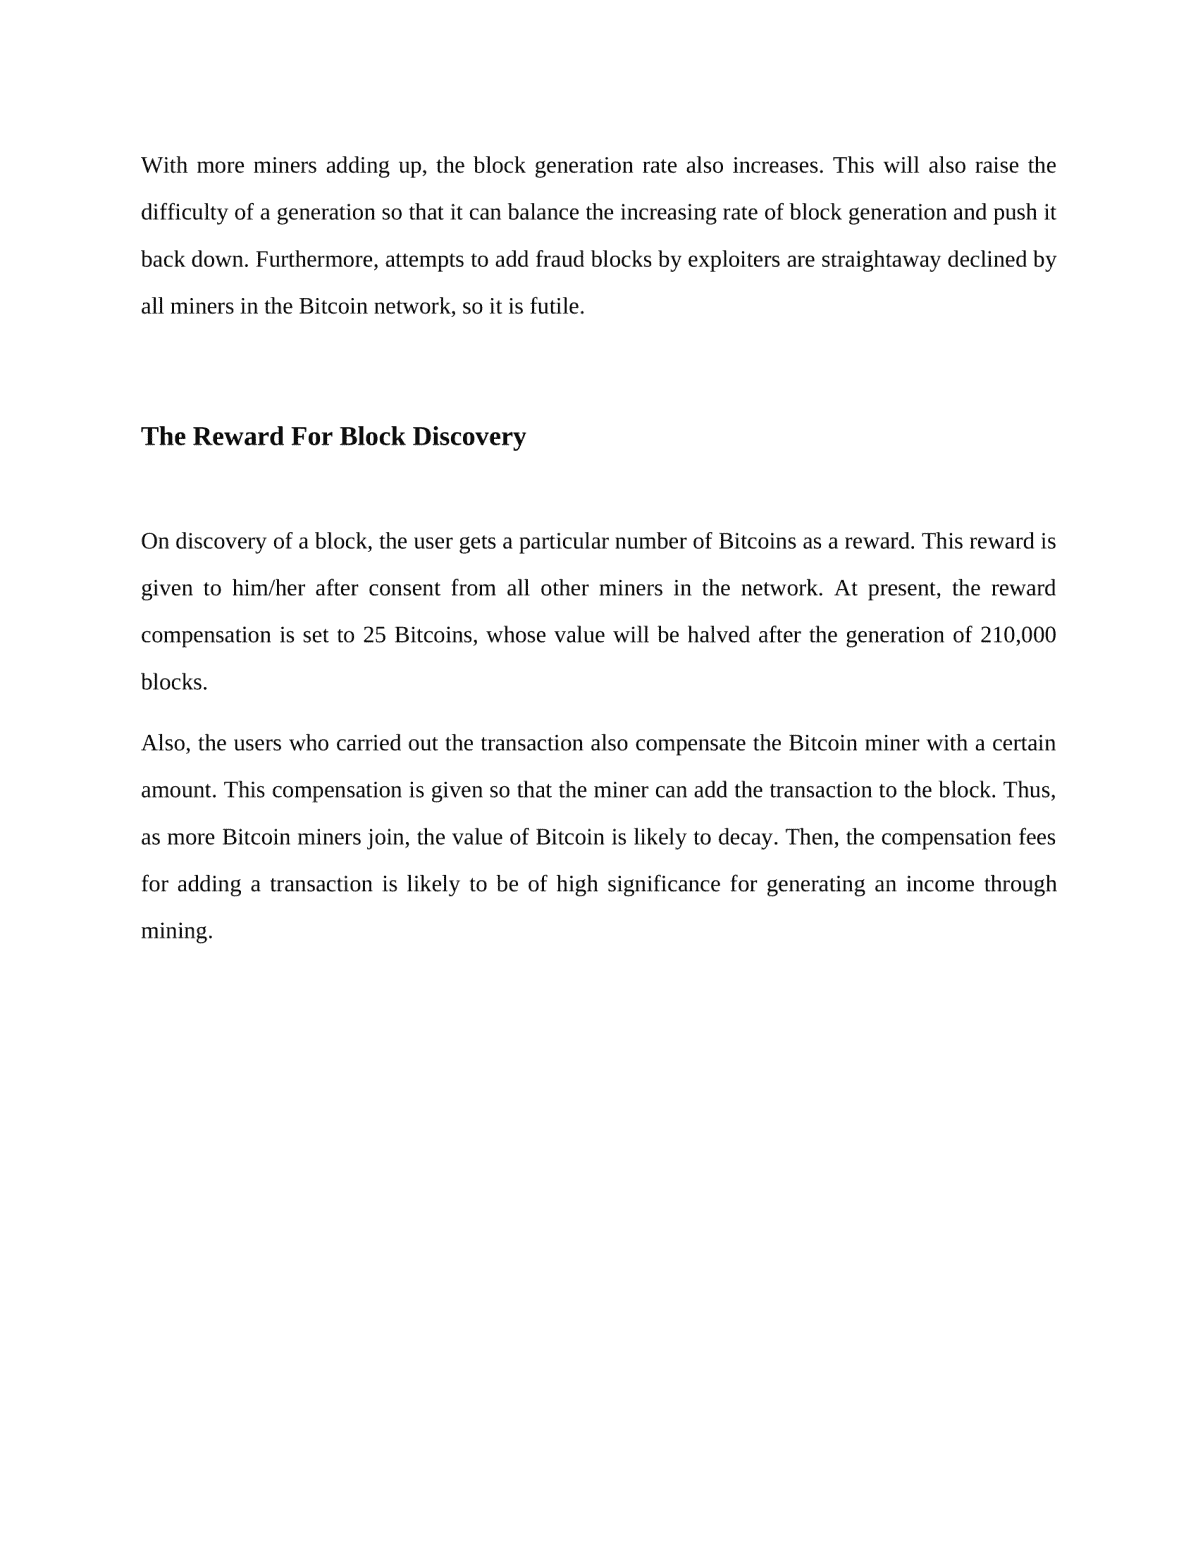 With more miners adding up, the block generation rate also increases. This will also raise the
difficulty of a generation so that it can balance the increasing rate of block generation and push it
back down. Furthermore, attempts to add fraud blocks by exploiters are straightaway declined by
all miners in the Bitcoin network, so it is futile.
The Reward For Block Discovery
On discovery of a block, the user gets a particular number of Bitcoins as a reward. This reward is
given to him/her after consent from all other miners in the network. At present, the reward
compensation is set to 25 Bitcoins, whose value will be halved after the generation of 210,000
blocks.
Also, the users who carried out the transaction also compensate the Bitcoin miner with a certain
amount. This compensation is given so that the miner can add the transaction to the block. Thus,
as more Bitcoin miners join, the value of Bitcoin is likely to decay. Then, the compensation fees
for adding a transaction is likely to be of high significance for generating an income through
mining.